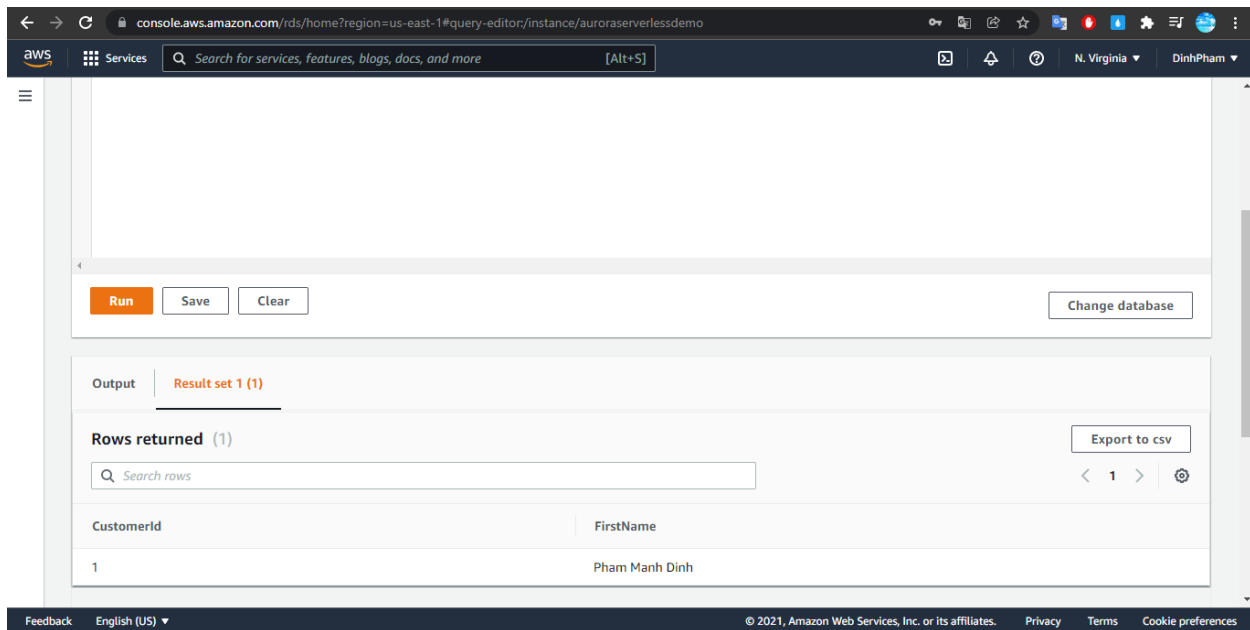 console.aws.amazon.com/rds/home?region=us-east-1#query-editor:/instance/auroraserverlessdemo
aws Services Search for services, features, blogs, docs, and more [Alt+S] N. Virginia ▼ DinhPham ▼
Run Save Clear Change database
Output Result set 1 (1)
Rows returned (1) Export to csv
Search rows 1
CustomerId FirstName
1 Pham Manh Dinh
Feedback English (US) ▼ © 2021, Amazon Web Services, Inc. or its affiliates. Privacy Terms Cookie preferences